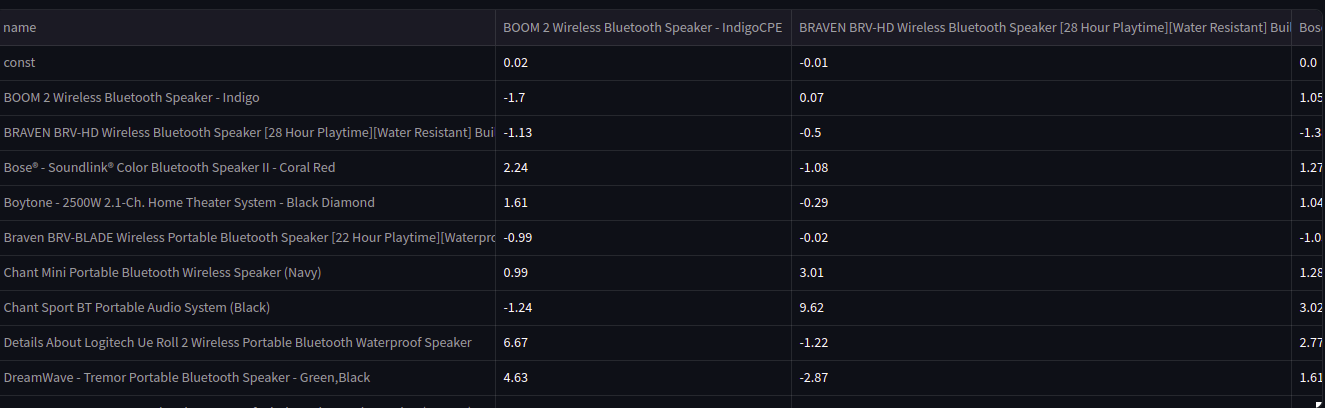 name BOOM 2 Wireless Bluetooth Speaker - IndigoCPE BRAVEN BRV-HD Wireless Bluetooth Speaker [28 Hour Playtime][Water Resistant] Buil Bos
const 0.02 -0.01 0.0
BOOM 2 Wireless Bluetooth Speaker - Indigo -1.7 0.07 1.05
BRAVEN BRV-HD Wireless Bluetooth Speaker [28 Hour Playtime][Water Resistant] Bui -1.13 -0.5 -1.3
Bose® - Soundlink® Color Bluetooth Speaker II - Coral Red 2.24 -1.08 1.27
Boytone - 2500W 2.1-Ch. Home Theater System - Black Diamond 1.61 -0.29 1.04
Braven BRV-BLADE Wireless Portable Bluetooth Speaker [22 Hour Playtime][Waterpro -0.99 -0.02 -1.0
Chant Mini Portable Bluetooth Wireless Speaker (Navy) 0.99 3.01 1.28
Chant Sport BT Portable Audio System (Black) -1.24 9.62 3.02
Details About Logitech Ue Roll 2 Wireless Portable Bluetooth Waterproof Speaker 6.67 -1.22 2.77
DreamWave - Tremor Portable Bluetooth Speaker - Green,Black 4.63 -2.87 1.61